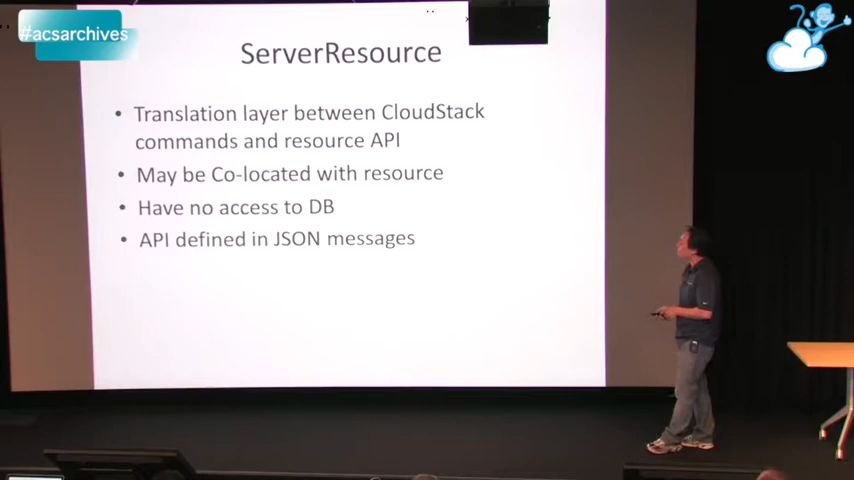 #acsarchives
ServerResource
• Translation layer between CloudStack
commands and resource API
• May be Co-located with resource
• Have no access to DB
• API defined in JSON messages